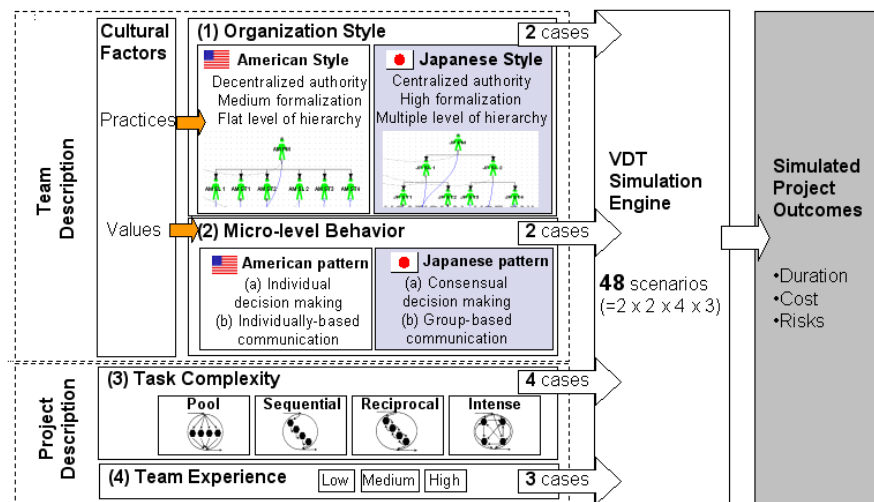 Team
Description
Cultural
Factors
Practices
Values
(1) Organization Style
2 cases
American Style
Decentralized authority
Medium formalization
Flat level of hierarchy
Japanese Style
Centralized authority
High formalization
Multiple level of hierarchy
(2) Micro-level Behavior
2 cases
American pattern
(a) Individual
decision making
(b) Individually-based
communication
Japanese pattern
(a) Consensual
decision making
(b) Group-based
communication
Project
Description
(3) Task Complexity
4 cases
Pool
Sequential
Reciprocal
Intense
(4) Team Experience
Low
Medium
High
3 cases
VDT
Simulation
Engine
48 scenarios
(=2 x 2 x 4 x 3)
Simulated
Project
Outcomes
•Duration
•Cost
•Risks